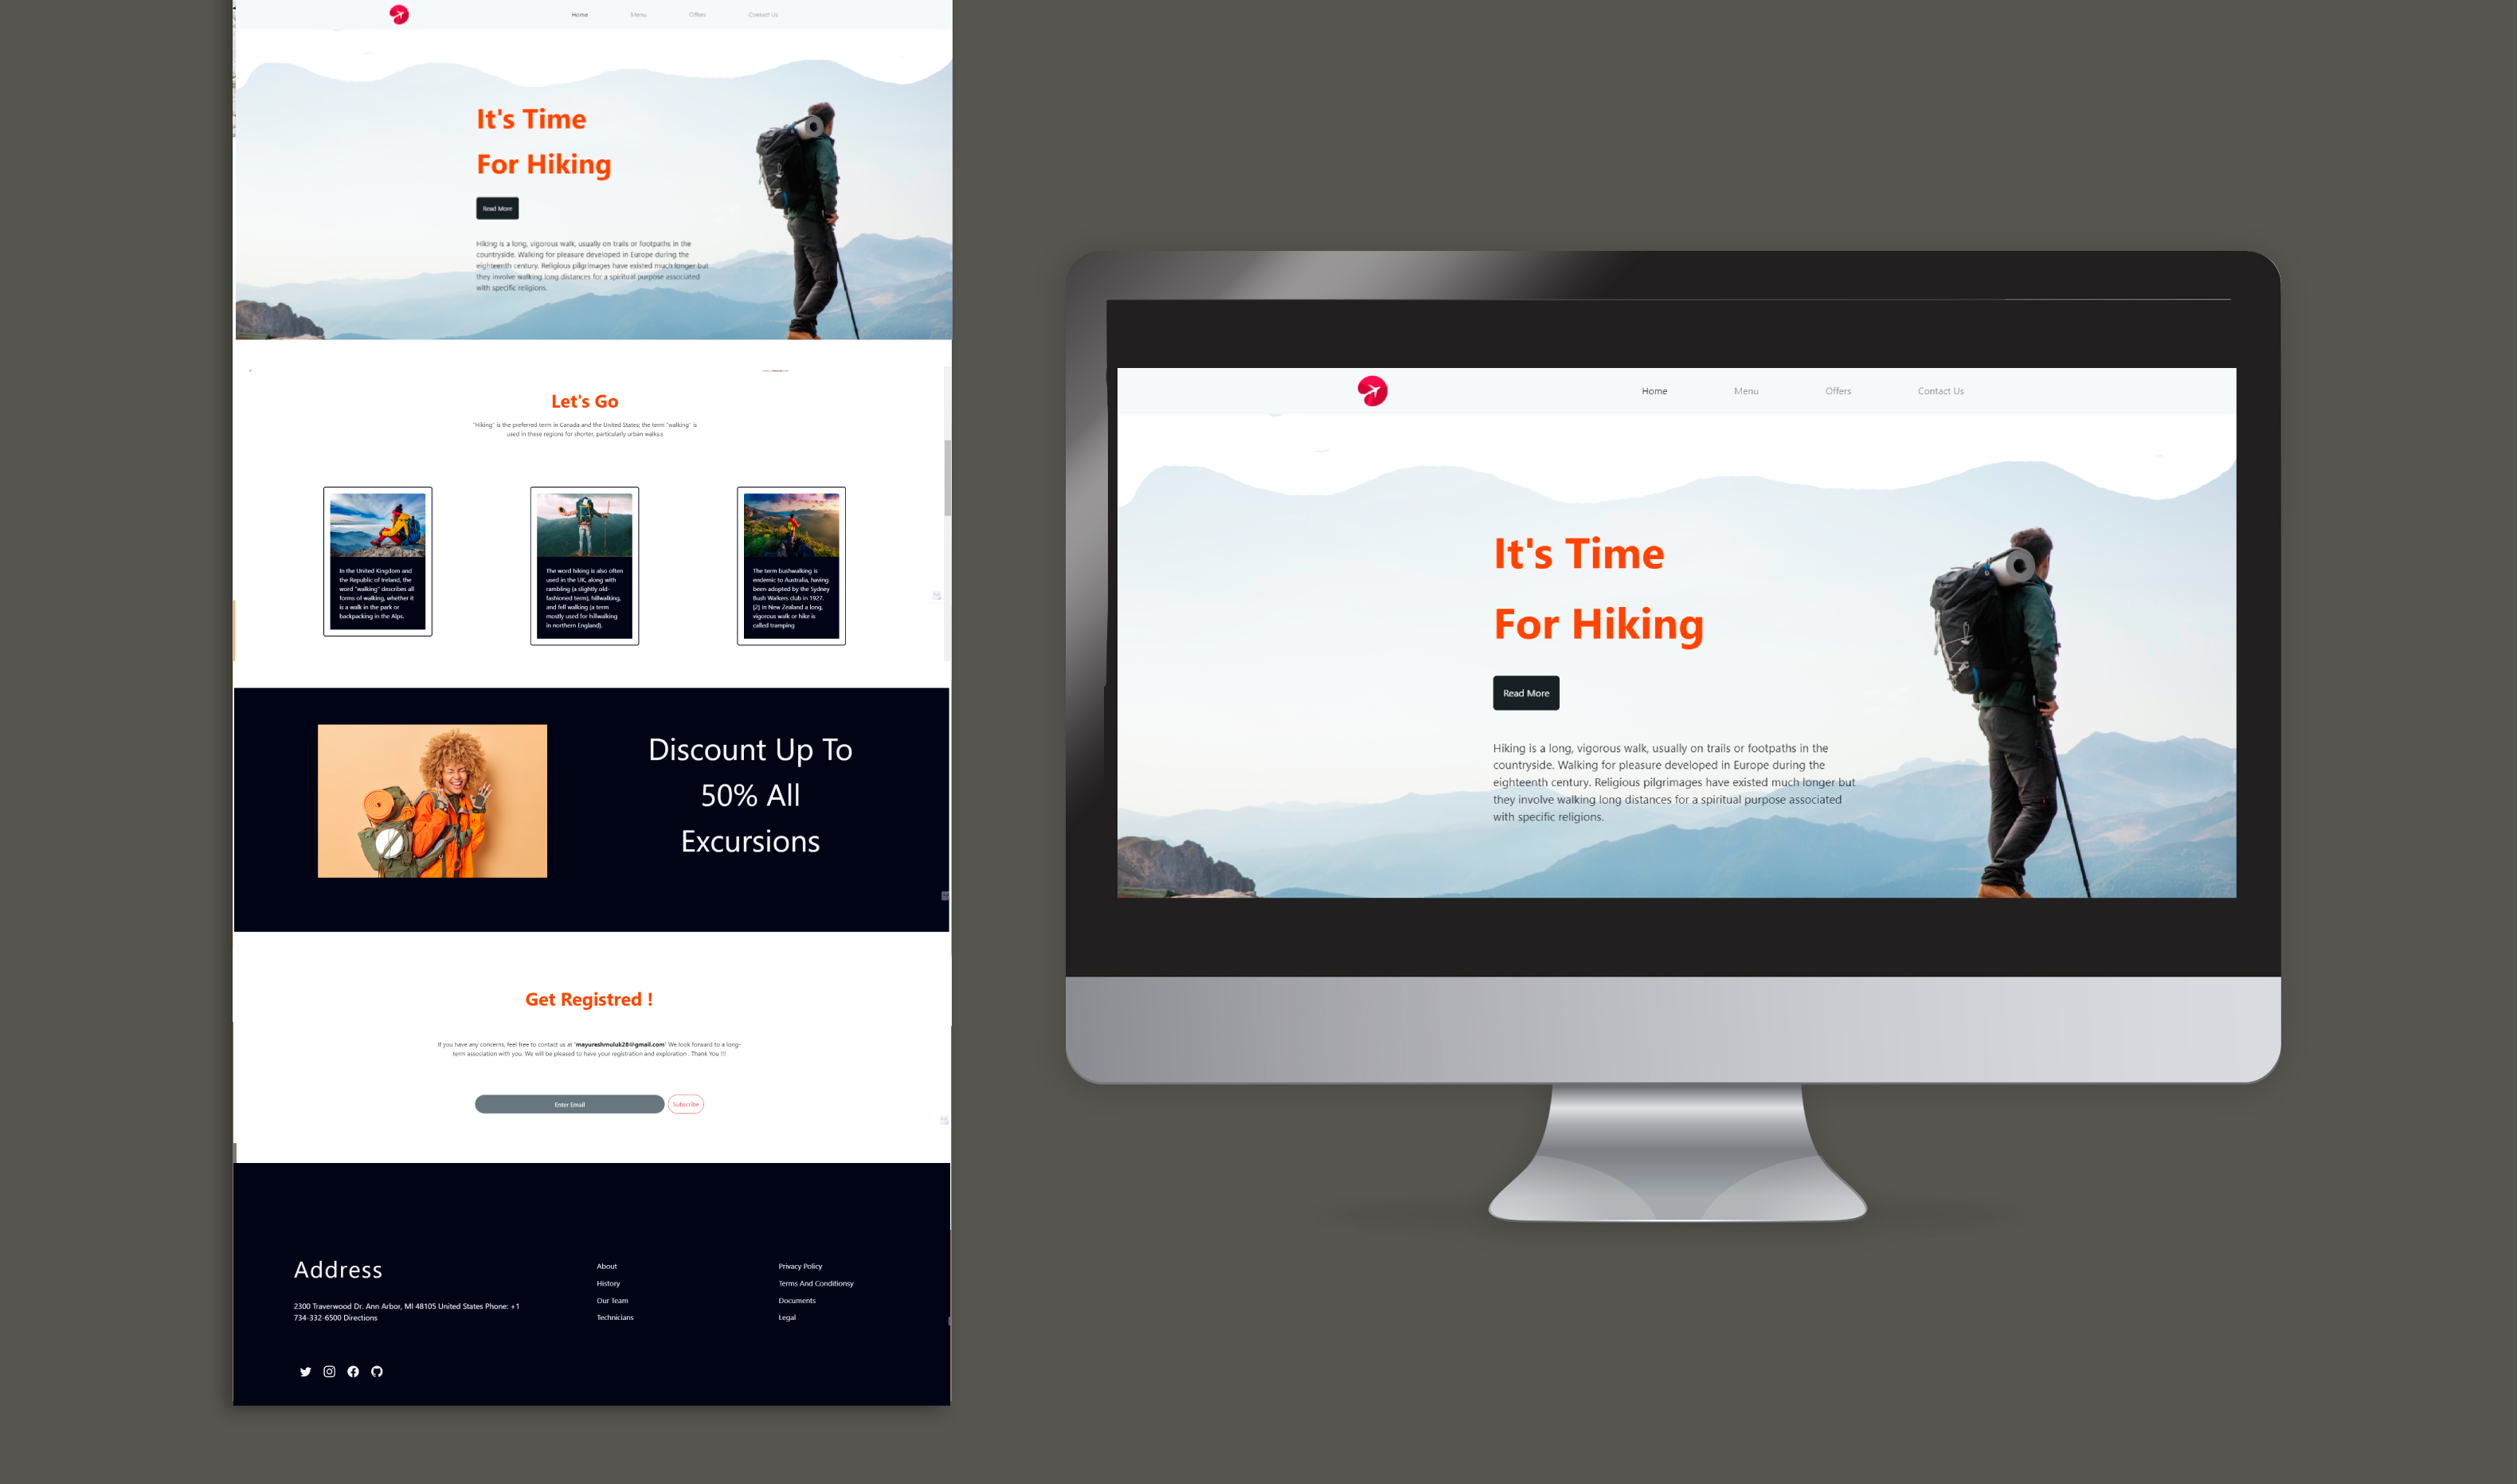 Home Menu Offers Contact Us
It's Time
For Hiking
Read More
Hiking is a long, vigorous walk, usually on trails or footpaths in the
countryside. Walking for pleasure developed in Europe during the
eighteenth century. Religious pilgrimages have existed much longer but
they involve walking long distances for a spiritual purpose associated
with specific religions.
Let's Go
"Hiking" is the preferred term in Canada and the United States; the term "walking" is
used in these regions for shorter, particularly urban walks.s
In the United Kingdom and
the Republic of Ireland, the
word "walking" describes all
forms of walking, whether it
is a walk in the park or
backpacking in the Alps.
The word hiking is also often
used in the UK, along with
rambling (a slightly old-
fashioned term), hillwalking,
and fell walking (a term
mostly used for hillwalking
in northern England).
The term bushwalking is
endemic to Australia, having
been adopted by the Sydney
Bush Walkers club in 1927.
[2] In New Zealand a long,
vigorous walk or hike is
called tramping
Discount Up To
50% All
Excursions
Get Registred !
If you have any concerns, feel free to contact us at "mayureshmuluk28@gmail.com" We look forward to a long-
term association with you. We will be pleased to have your registration and exploration . Thank You !!!
Enter Email
Subscribe
Address
2300 Traverwood Dr. Ann Arbor, MI 48105 United States Phone: +1
734-332-6500 Directions
About
History
Our Team
Technicians
Privacy Policy
Terms And Conditionsy
Documents
Legal
Home Menu Offers Contact Us
It's Time
For Hiking
Read More
Hiking is a long, vigorous walk, usually on trails or footpaths in the
countryside. Walking for pleasure developed in Europe during the
eighteenth century. Religious pilgrimages have existed much longer but
they involve walking long distances for a spiritual purpose associated
with specific religions.